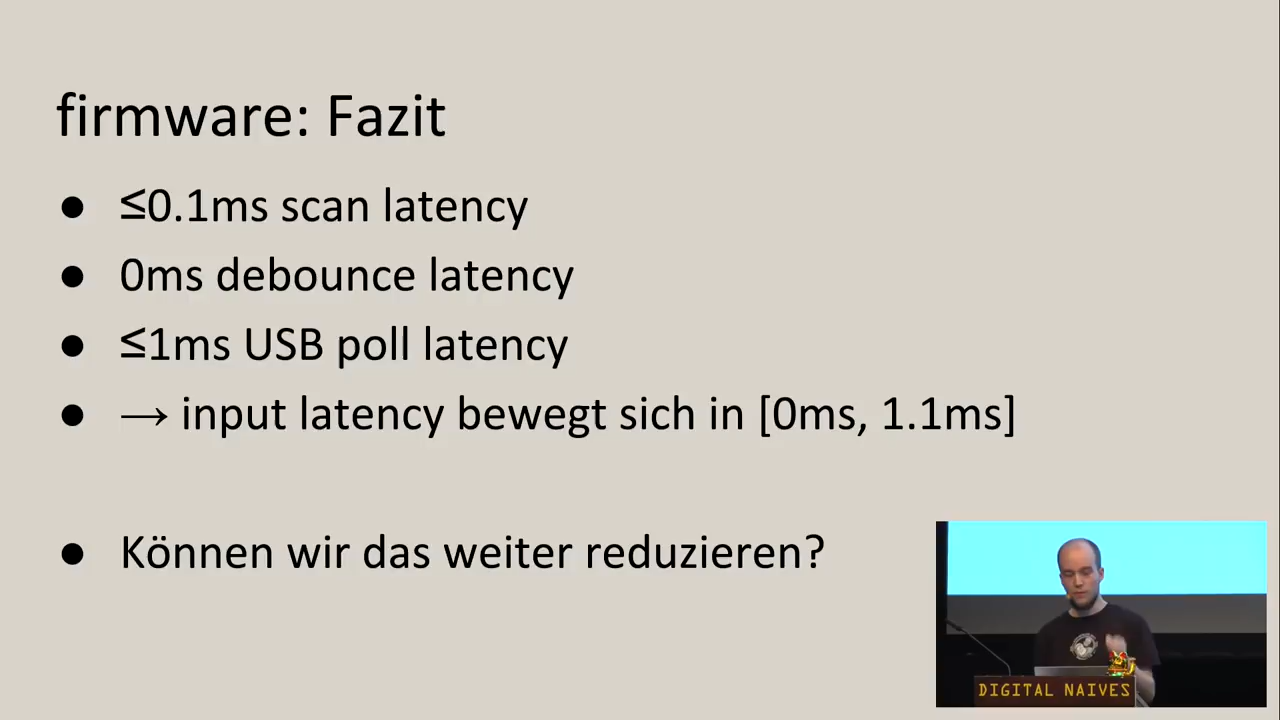 firmware: Fazit
● ≤0.1ms scan latency
● 0ms debounce latency
● ≤1ms USB poll latency
● → input latency bewegt sich in [0ms, 1.1ms]
● Können wir das weiter reduzieren?
DIGITAL NAIVES